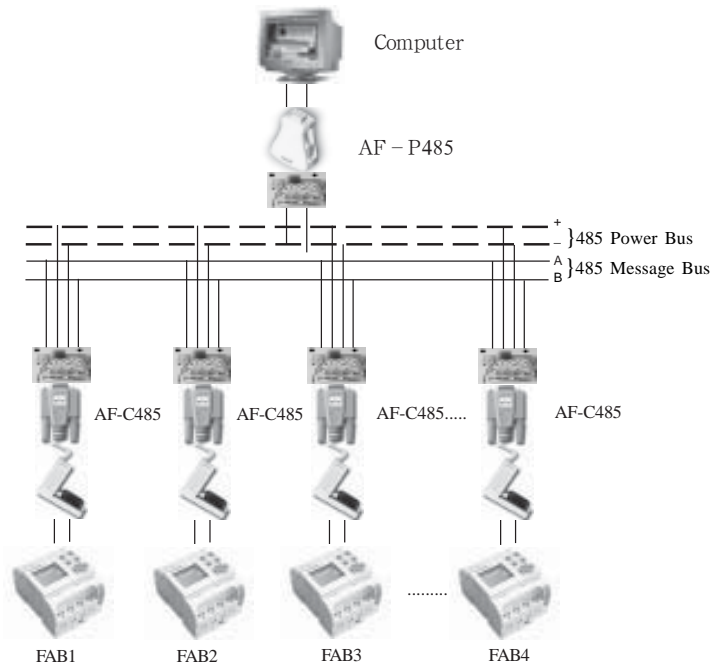 Computer
AF – P485
+
– }485 Power Bus
A
B }485 Message Bus
AF-C485 AF-C485 AF-C485..... AF-C485
.........
FAB1 FAB2 FAB3 FAB4